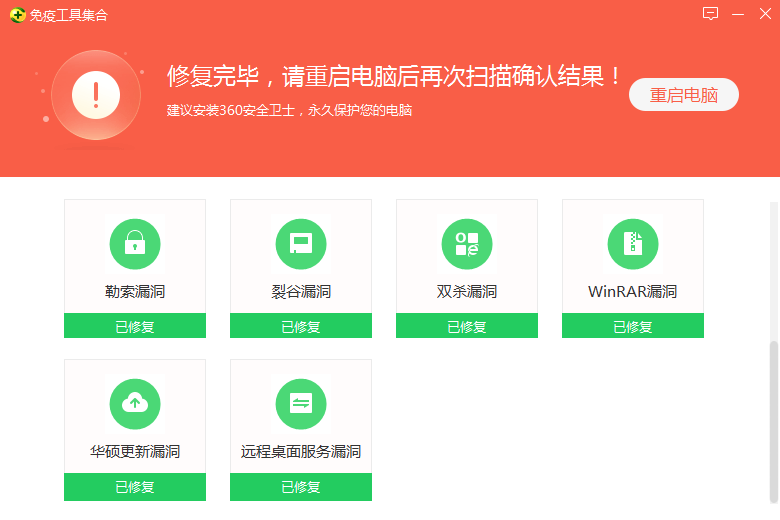 免疫工具集合
修复完毕，请重启电脑后再次扫描确认结果！
建议安装360安全卫士，永久保护您的电脑
重启电脑
勒索漏洞
裂谷漏洞
双杀漏洞
WinRAR漏洞
已修复
已修复
已修复
已修复
华硕更新漏洞
远程桌面服务漏洞
已修复
已修复